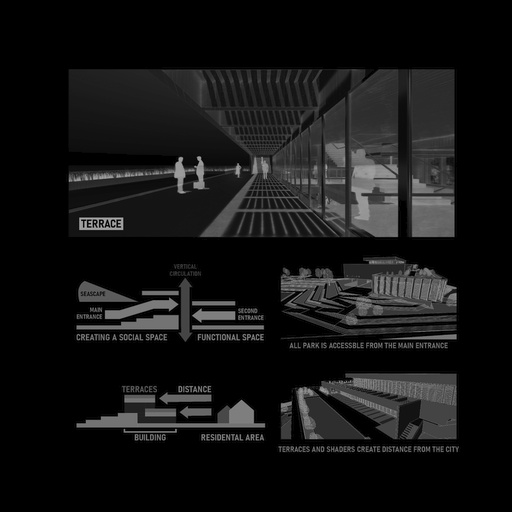 TERRACE
VERTICAL
CIRCULATION
SEASCAPE
MAIN
ENTRANCE
SECOND
ENTRANCE
CREATING A SOCIAL SPACE
FUNCTIONAL SPACE
ALL PARK IS ACCESSBLE FROM THE MAIN ENTRANCE
TERRACES
DISTANCE
BUILDING
RESIDENTAL AREA
TERRACES AND SHADERS CREATE DISTANCE FROM THE CITY